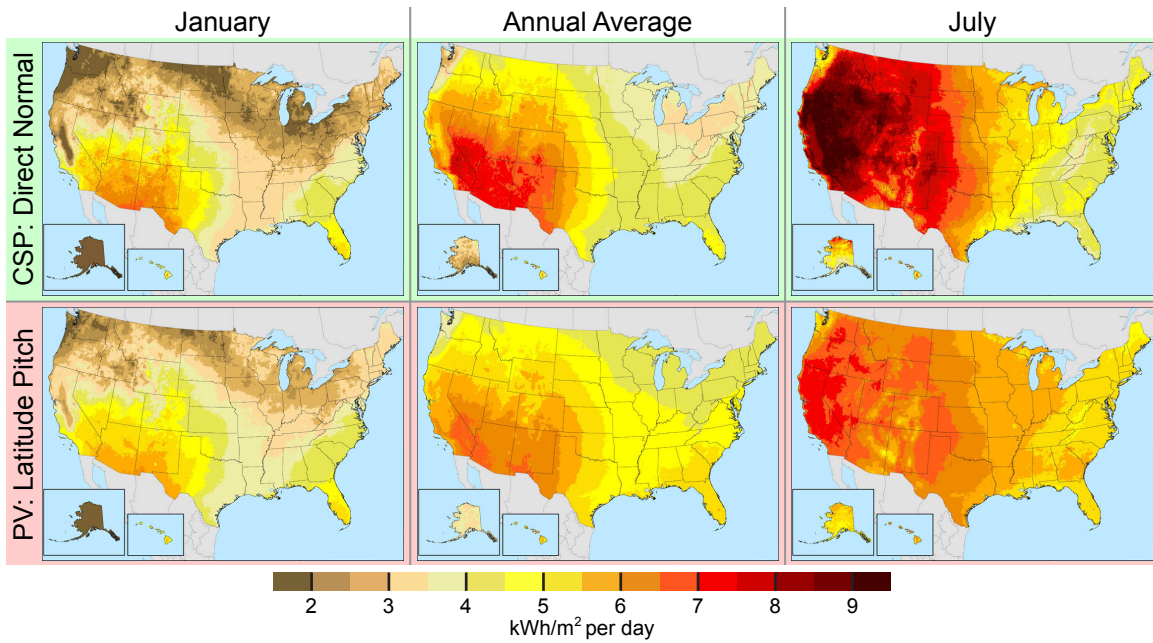 January
Annual Average
July
CSP: Direct Normal
PV: Latitude Pitch
2 3 4 5 6 7 8 9
kWh/m² per day